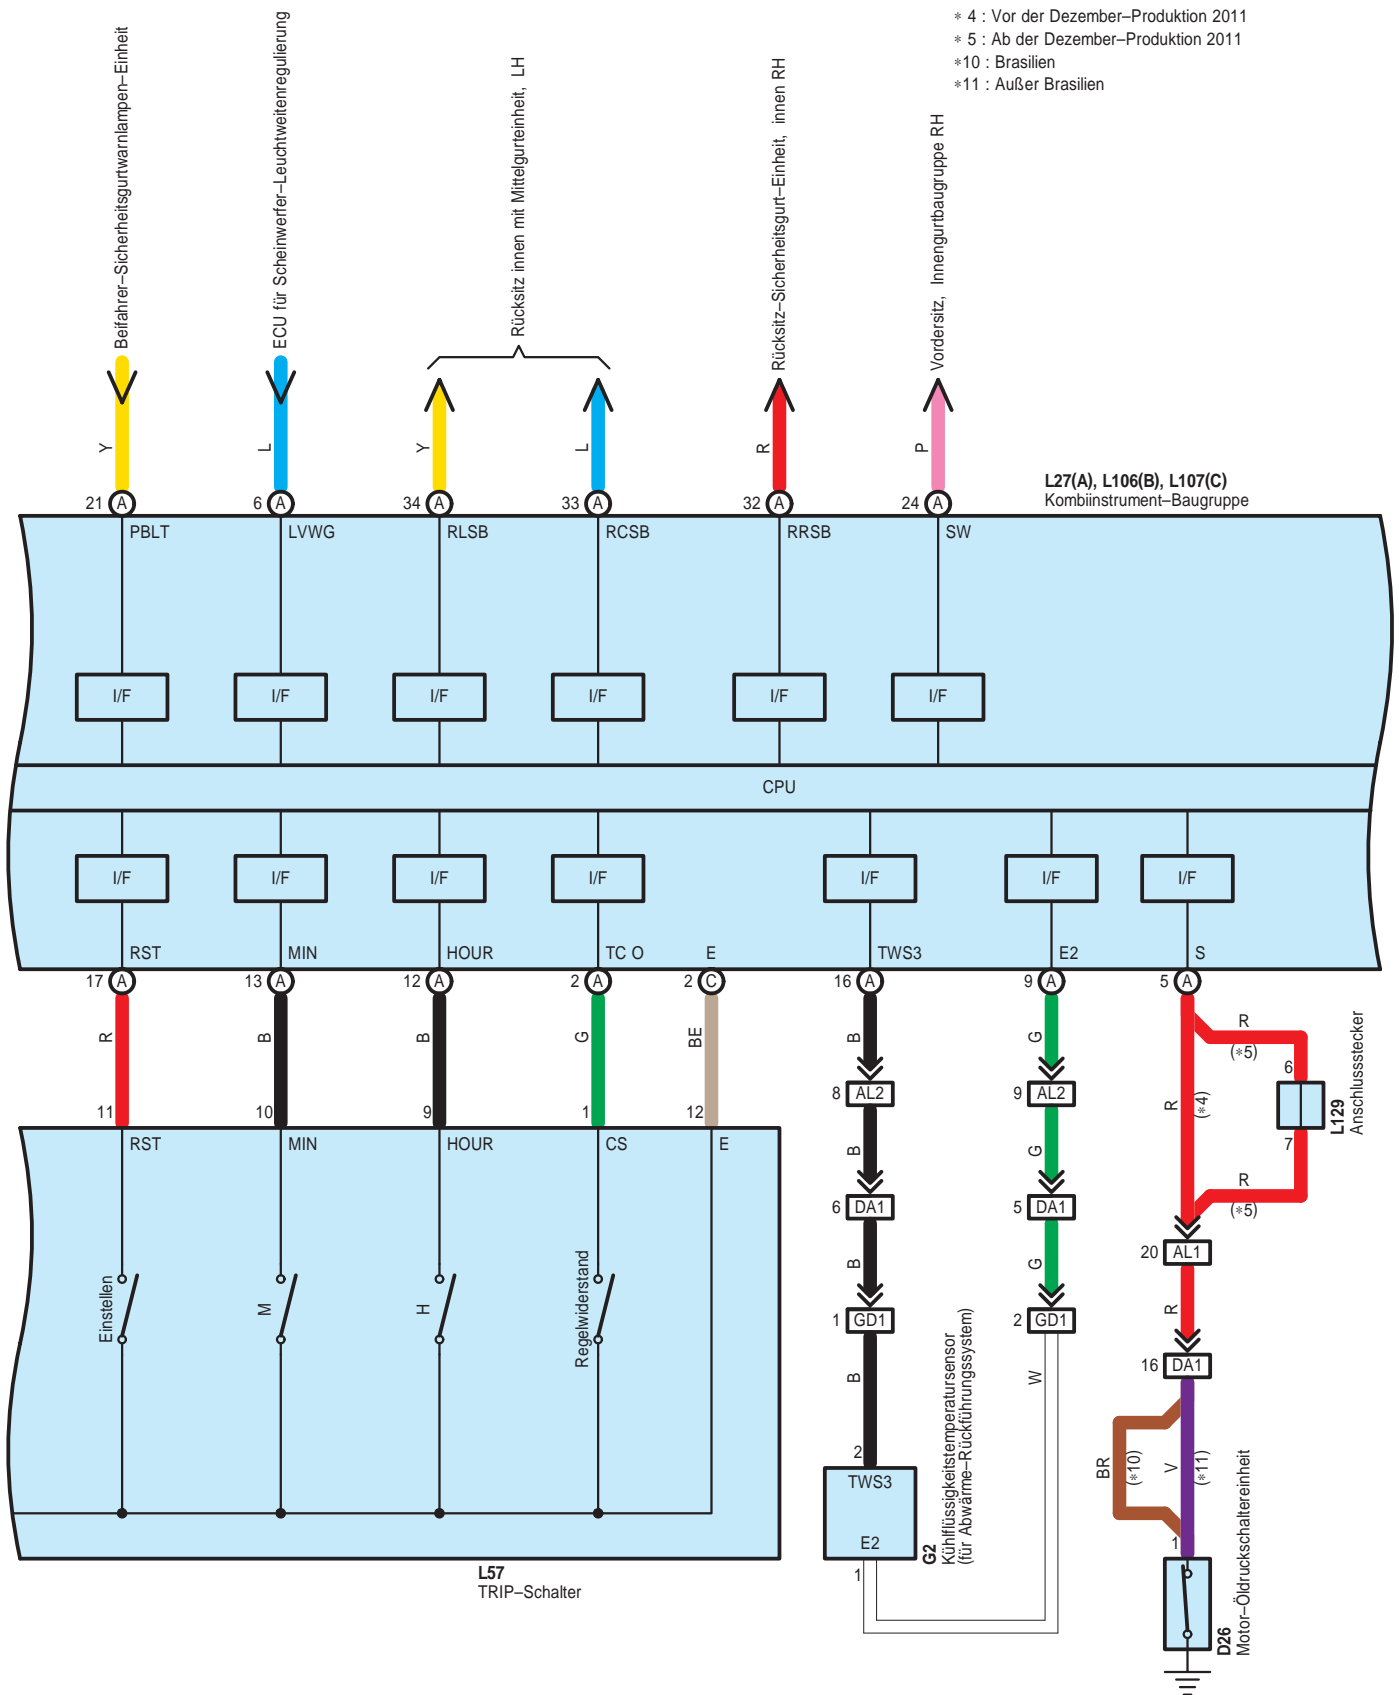 ∗ 4 : Vor der Dezember–Produktion 2011
∗ 5 : Ab der Dezember–Produktion 2011
∗10 : Brasilien
∗11 : Außer Brasilien
Beifahrer–Sicherheitsgurtwarnlampen–Einheit
ECU für Scheinwerfer–Leuchtweitenregulierung
Rücksitz innen mit Mittelgurteinheit, LH
Rücksitz–Sicherheitsgurt–Einheit, innen RH
Vordersitz, Innengurtbaugruppe RH
Y L Y L R P
L27(A), L106(B), L107(C)
Kombiinstrument–Baugruppe
21 A 6 A 34 A 33 A 32 A 24 A
PBLT LVWG RLSB RCSB RRSB SW
I/F I/F I/F I/F I/F I/F
CPU
I/F I/F I/F I/F I/F I/F I/F
RST MIN HOUR TC O E TWS3 E2 S
17 A 13 A 12 A 2 A 2 C 16 A 9 A 5 A
R B B G BE B G
R
(∗5)
6
8 AL2 9 AL2
R
(∗4)
L129
Anschlussstecker
11 10 9 1 12
7
RST MIN HOUR CS E
B G
R
(∗5)
6 DA1 5 DA1
20 AL1
B G
Einstellen
M
H
Regelwiderstand
R
1 GD1 2 GD1
16 DA1
B W
BR
(∗10)
V
(∗11)
2
TWS3
E2
1
G2
Kühlflüssigkeitstemperatursensor
(für Abwärme–Rückführungssystem)
1
D26
Motor–Öldruckschaltereinheit
L57
TRIP–Schalter